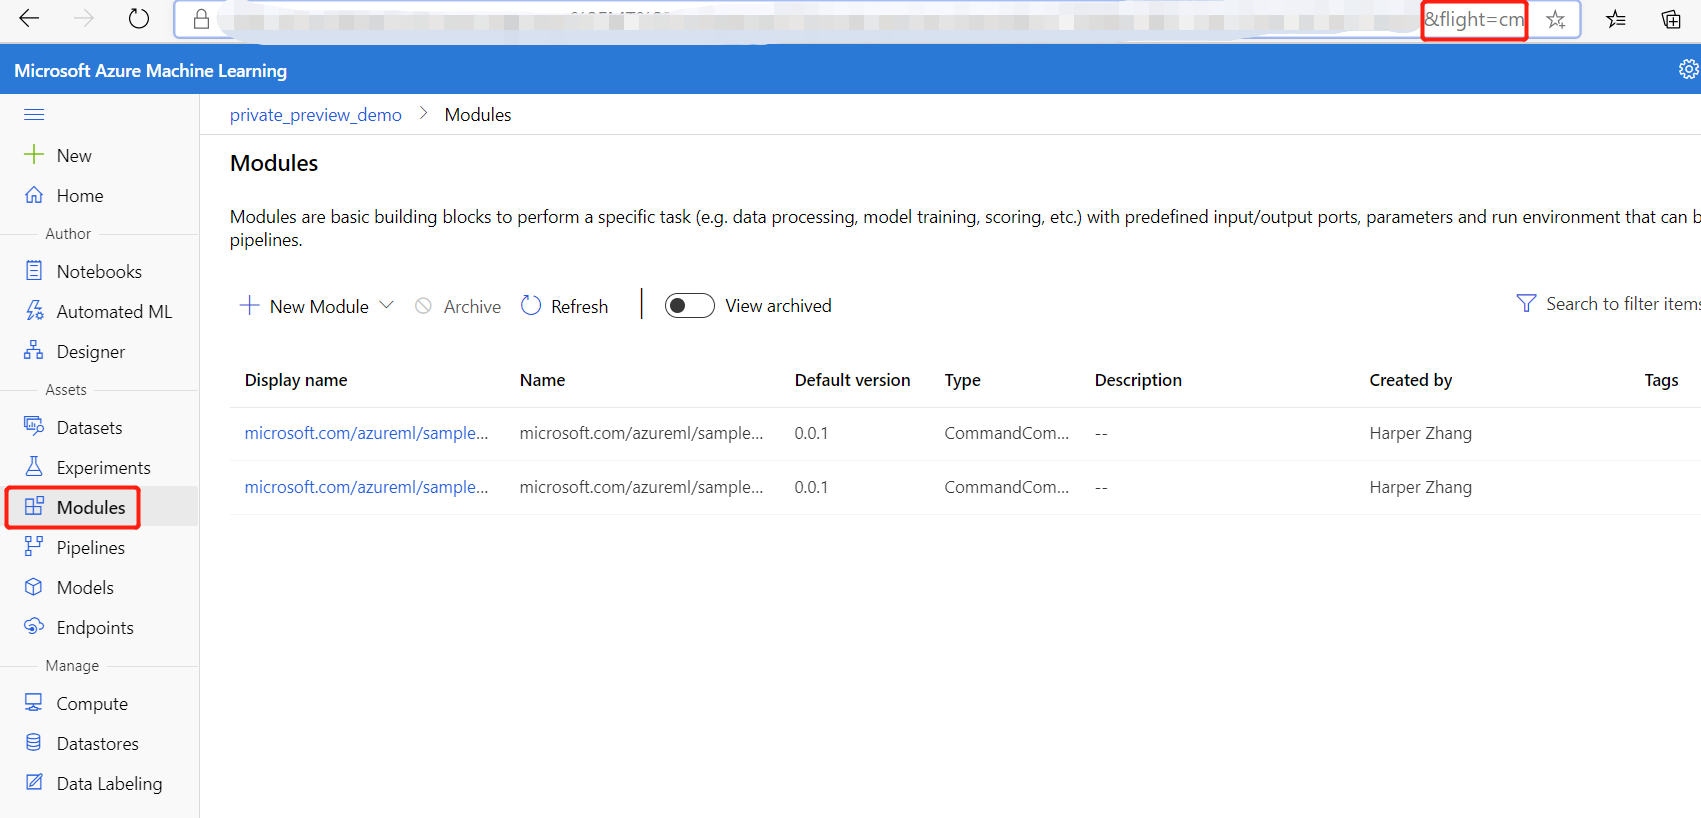 &flight=cm
Microsoft Azure Machine Learning
private_preview_demo > Modules
New
Home
Author
Notebooks
Automated ML
Designer
Assets
Datasets
Experiments
Modules
Pipelines
Models
Endpoints
Manage
Compute
Datastores
Data Labeling
Modules
Modules are basic building blocks to perform a specific task (e.g. data processing, model training, scoring, etc.) with predefined input/output ports, parameters and run environment that can b
pipelines.
New Module Archive Refresh View archived Search to filter items
Display name Name Default version Type Description Created by Tags
microsoft.com/azureml/sample... microsoft.com/azureml/sample... 0.0.1 CommandCom... -- Harper Zhang
microsoft.com/azureml/sample... microsoft.com/azureml/sample... 0.0.1 CommandCom... -- Harper Zhang